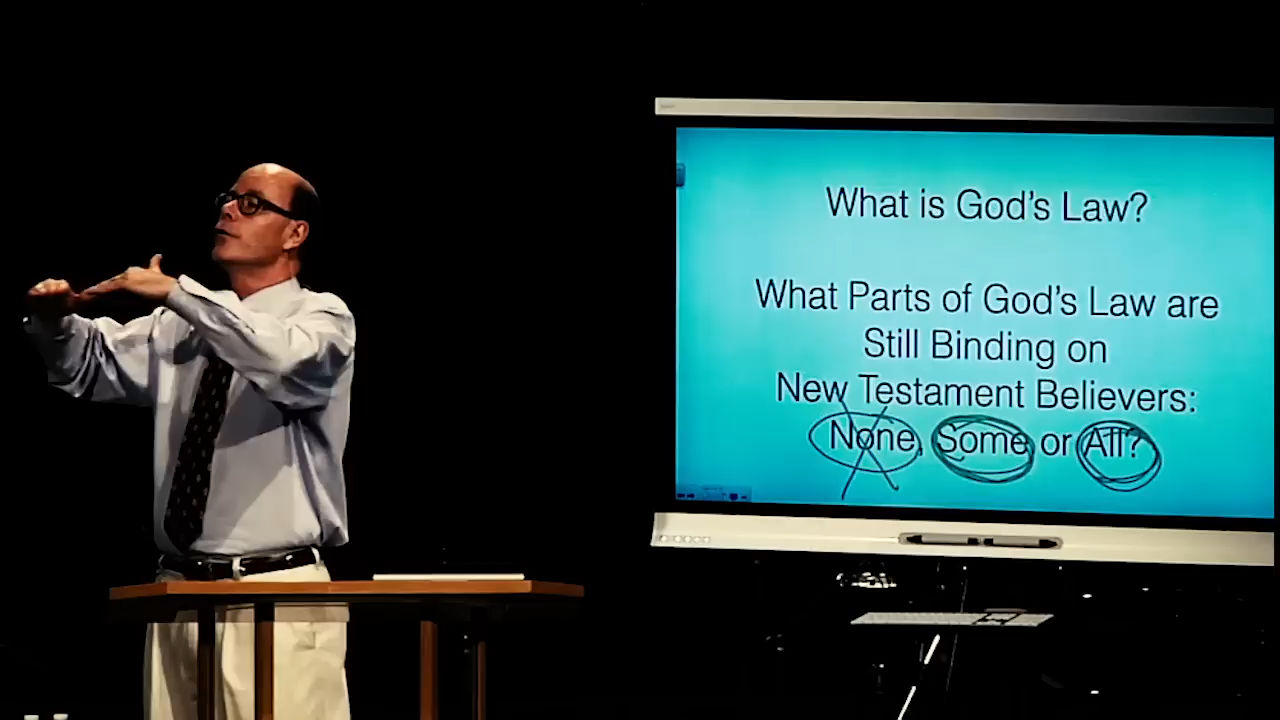 What is God's Law?
What Parts of God's Law are
Still Binding on
New Testament Believers:
None, Some or All?